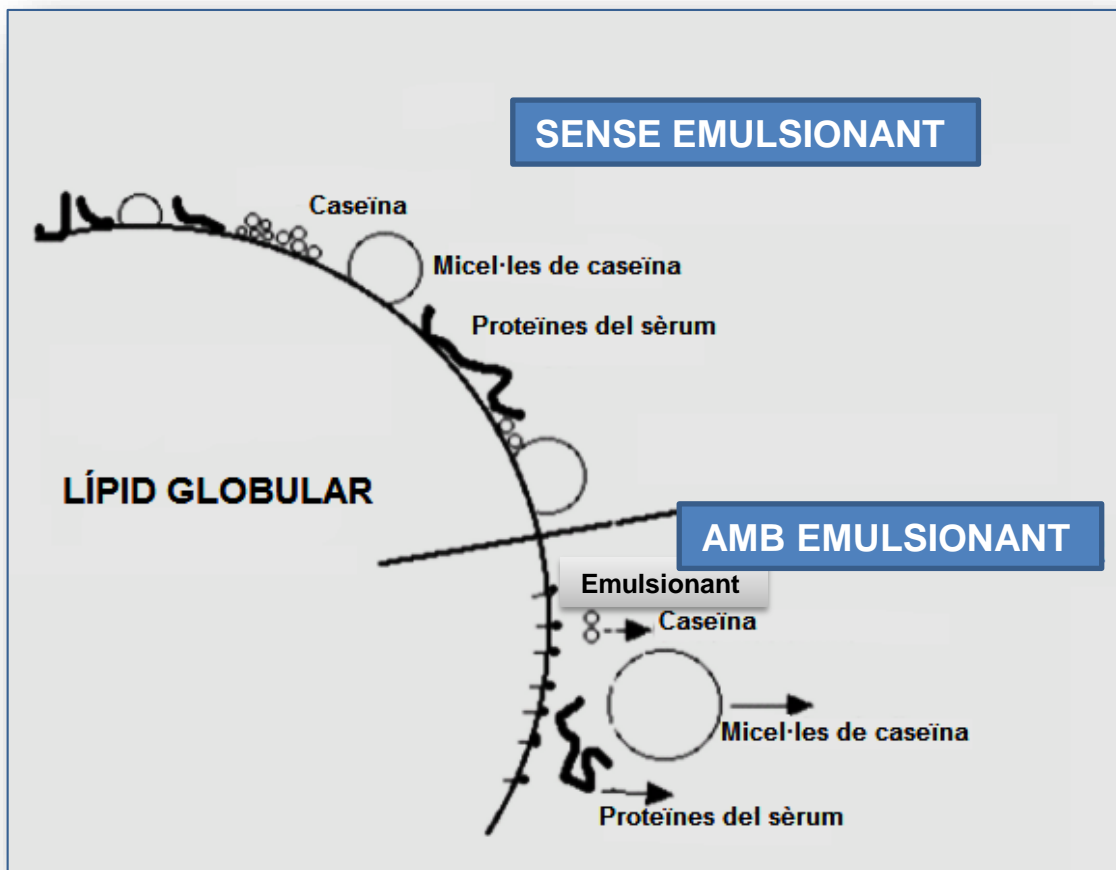 SENSE EMULSIONANT
Caseïna
Micel·les de caseïna
Proteïnes del sèrum
LÍPID GLOBULAR
AMB EMULSIONANT
Emulsionant
Caseïna
Micel·les de caseïna
Proteïnes del sèrum